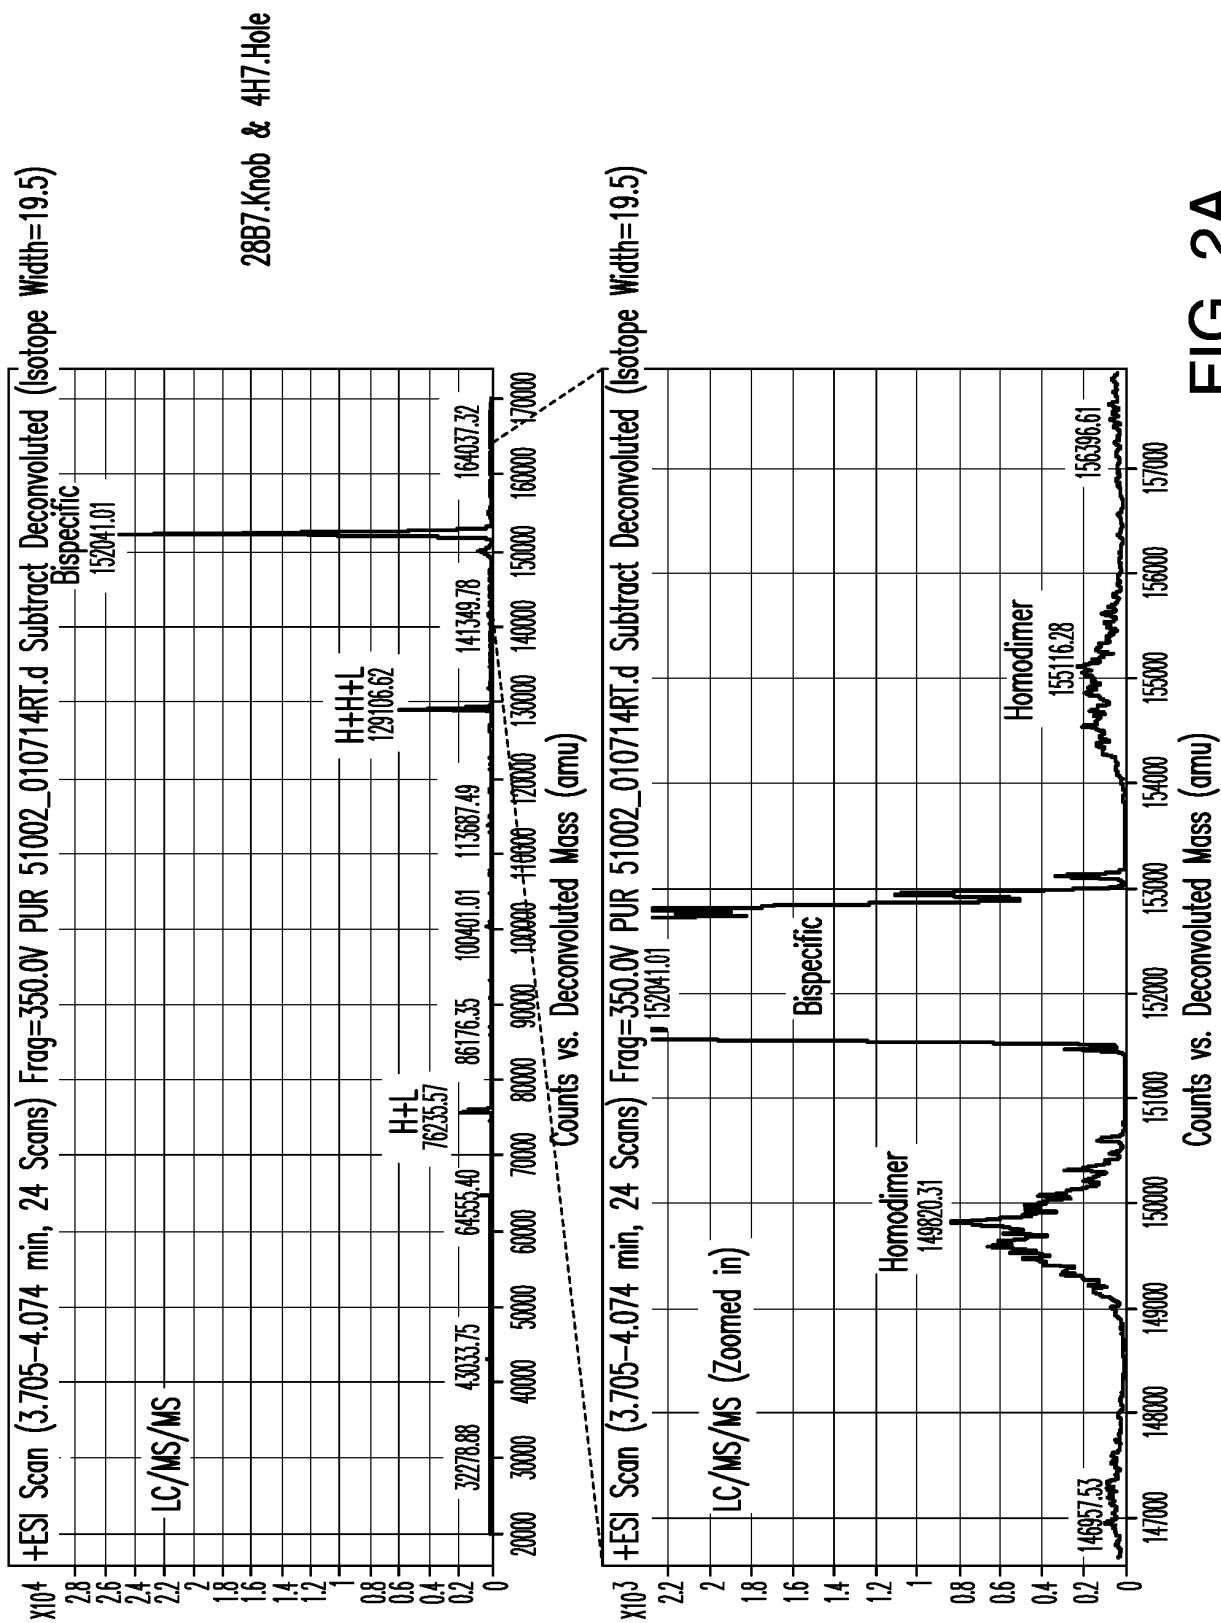 +ESI Scan (3.705-4.074 min, 24 Scans) Frag=350.0V PUR 51002_010714RT.d Subtract Deconvoluted (Isotope Width=19.5)
X10⁴
2.8
2.6
2.4
2.2
2
1.8
1.6
1.4
1.2
1
0.8
0.6
0.4
0.2
0
LC/MS/MS
Bispecific
152041.01
H+H+L
129106.62
H+L
76235.57
32278.88
43033.75
64555.40
86176.35
100401.01
113687.49
141349.78
164037.32
20000 30000 40000 50000 60000 70000 80000 90000 100000 110000 120000 130000 140000 150000 160000 170000
Counts vs. Deconvoluted Mass (amu)
28B7.Knob & 4H7.Hole
+ESI Scan (3.705-4.074 min, 24 Scans) Frag=350.0V PUR 51002_010714RT.d Subtract Deconvoluted (Isotope Width=19.5)
X10³
2.2
2
1.8
1.6
1.4
1.2
1
0.8
0.6
0.4
0.2
0
LC/MS/MS (Zoomed in)
152041.01
Bispecific
Homodimer
149820.31
Homodimer
155116.28
146957.53
156396.61
147000 148000 149000 150000 151000 152000 153000 154000 155000 156000 157000
Counts vs. Deconvoluted Mass (amu)
FIG. 2A